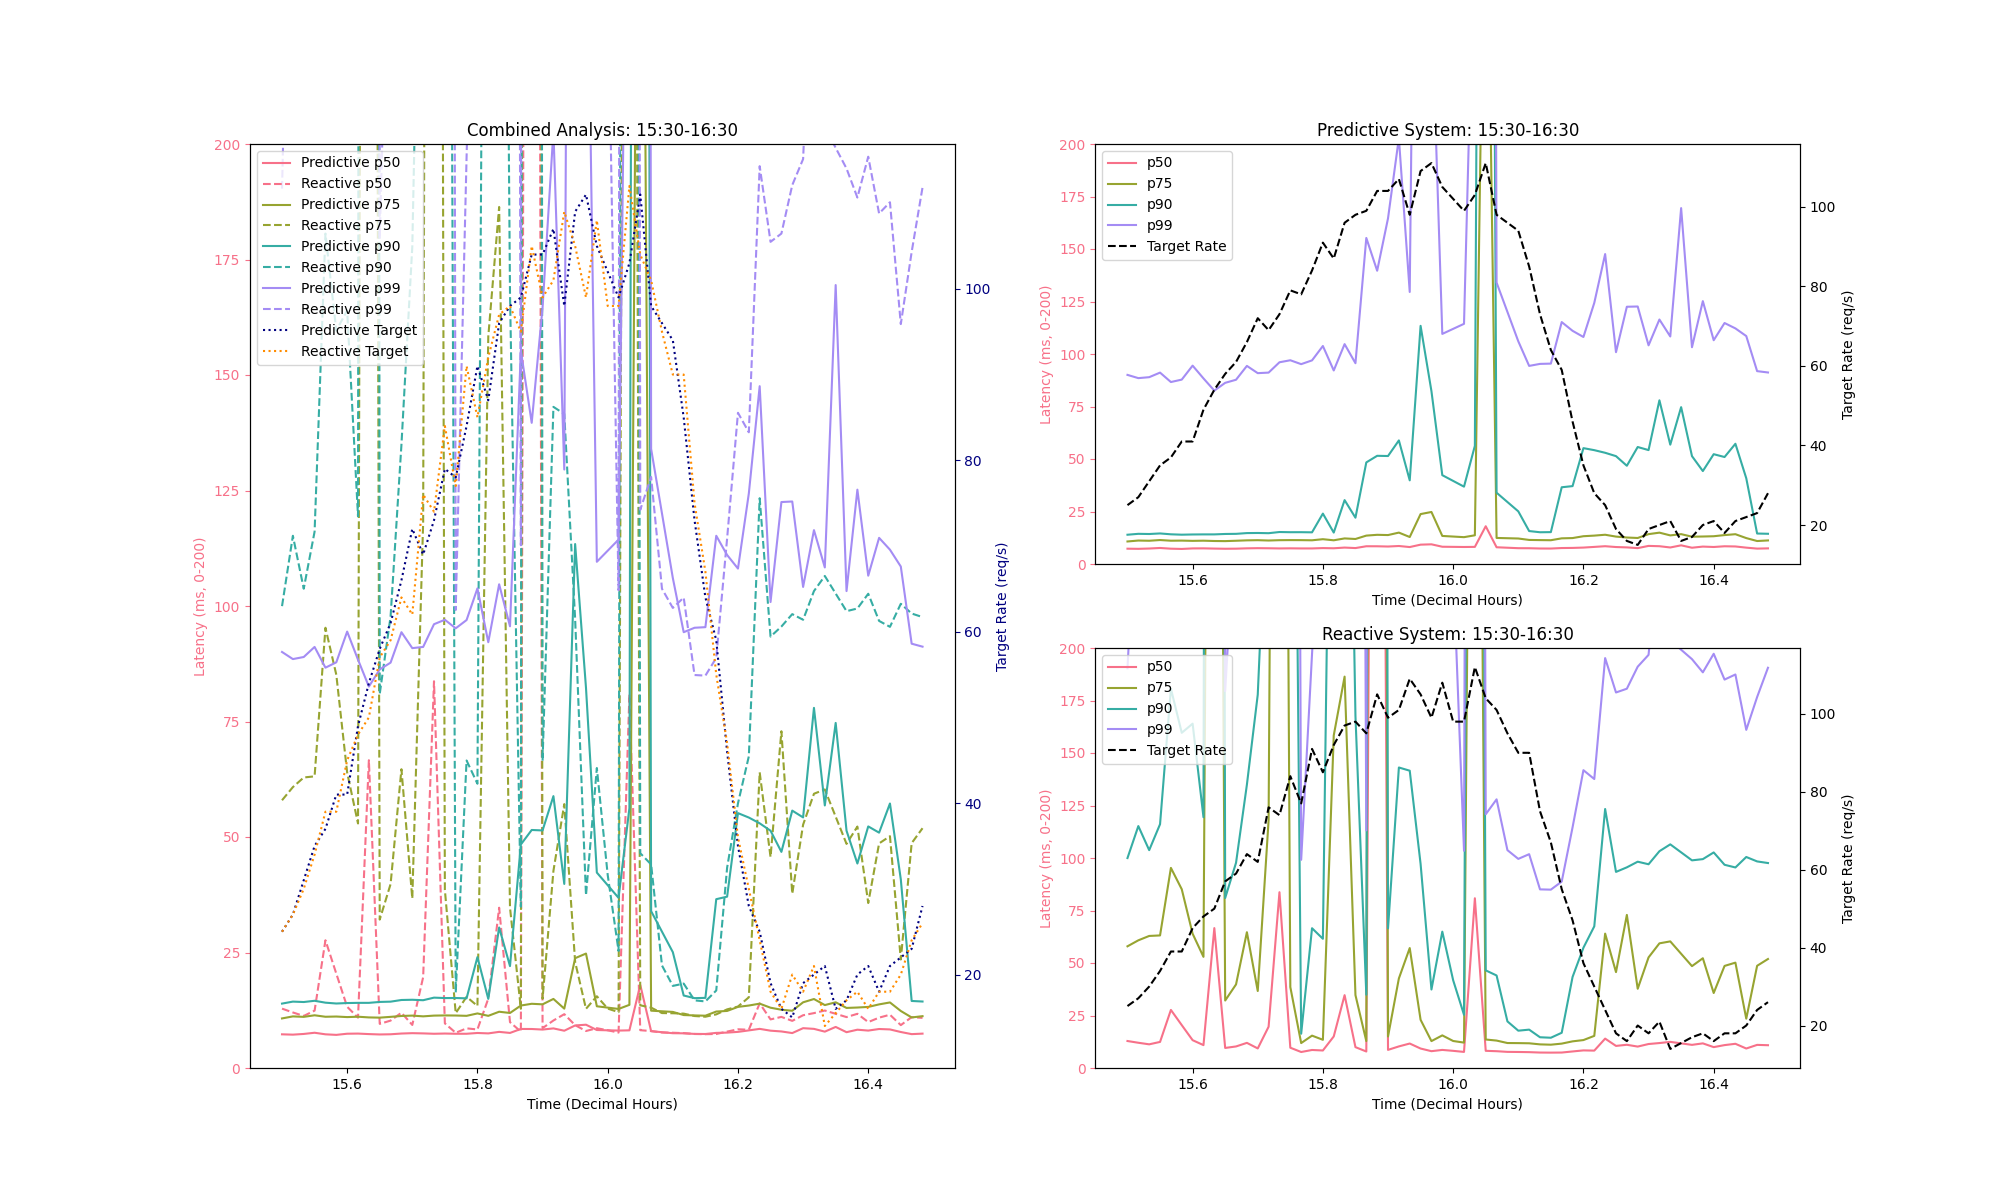 Combined Analysis: 15:30-16:30
Predictive p50
Reactive p50
Predictive p75
Reactive p75
Predictive p90
Reactive p90
Predictive p99
Reactive p99
Predictive Target
Reactive Target
200
175
150
125
100
75
50
25
0
Latency (ms, 0-200)
100
80
60
40
20
Target Rate (req/s)
15.6 15.8 16.0 16.2 16.4
Time (Decimal Hours)
Predictive System: 15:30-16:30
p50
p75
p90
p99
Target Rate
200
175
150
125
100
75
50
25
0
Latency (ms, 0-200)
100
80
60
40
20
Target Rate (req/s)
15.6 15.8 16.0 16.2 16.4
Time (Decimal Hours)
Reactive System: 15:30-16:30
p50
p75
p90
p99
Target Rate
200
175
150
125
100
75
50
25
0
Latency (ms, 0-200)
100
80
60
40
20
Target Rate (req/s)
15.6 15.8 16.0 16.2 16.4
Time (Decimal Hours)